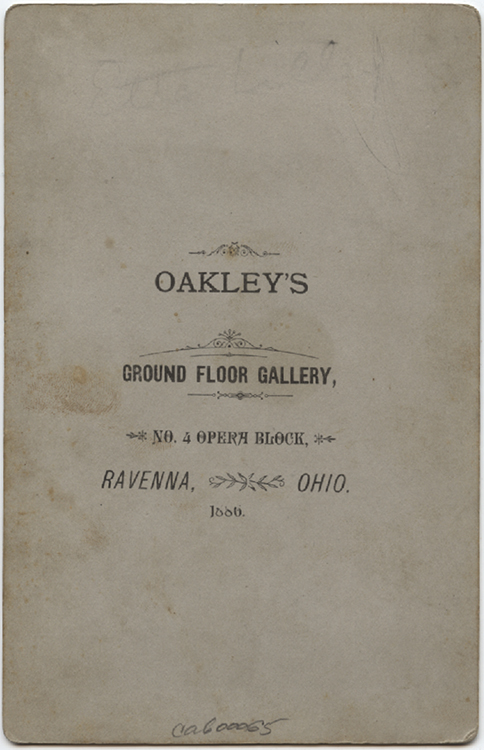 OAKLEY'S
GROUND FLOOR GALLERY,
NO. 4 OPERA BLOCK,
RAVENNA, OHIO.
1886.
cab00065